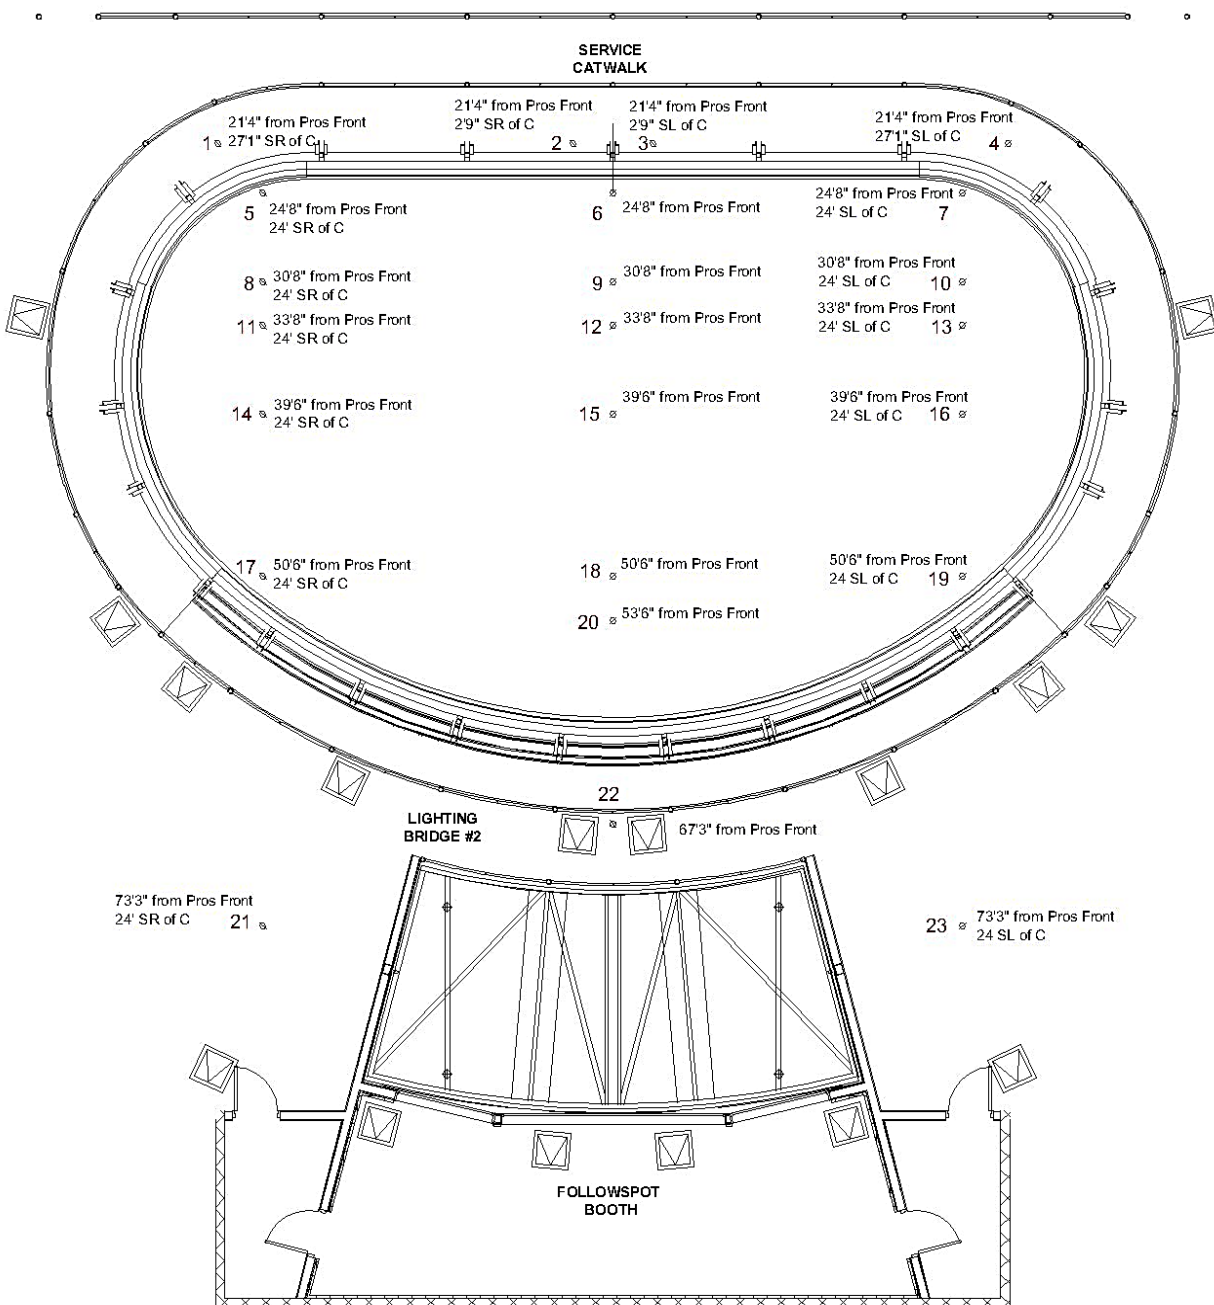 SERVICE
CATWALK
21'4" from Pros Front
27'1" SR of C
1
21'4" from Pros Front
2'9" SR of C
2
21'4" from Pros Front
2'9" SL of C
3
21'4" from Pros Front
27'1" SL of C
4
5
24'8" from Pros Front
24' SR of C
6
24'8" from Pros Front
24'8" from Pros Front
24' SL of C
7
8
30'8" from Pros Front
24' SR of C
9
30'8" from Pros Front
30'8" from Pros Front
24' SL of C
10
11
33'8" from Pros Front
24' SR of C
12
33'8" from Pros Front
33'8" from Pros Front
24' SL of C
13
14
39'6" from Pros Front
24' SR of C
15
39'6" from Pros Front
39'6" from Pros Front
24' SL of C
16
17
50'6" from Pros Front
24' SR of C
18
50'6" from Pros Front
50'6" from Pros Front
24 SL of C
19
20
53'6" from Pros Front
22
67'3" from Pros Front
LIGHTING
BRIDGE #2
73'3" from Pros Front
24' SR of C
21
23
73'3" from Pros Front
24 SL of C
FOLLOWSPOT
BOOTH